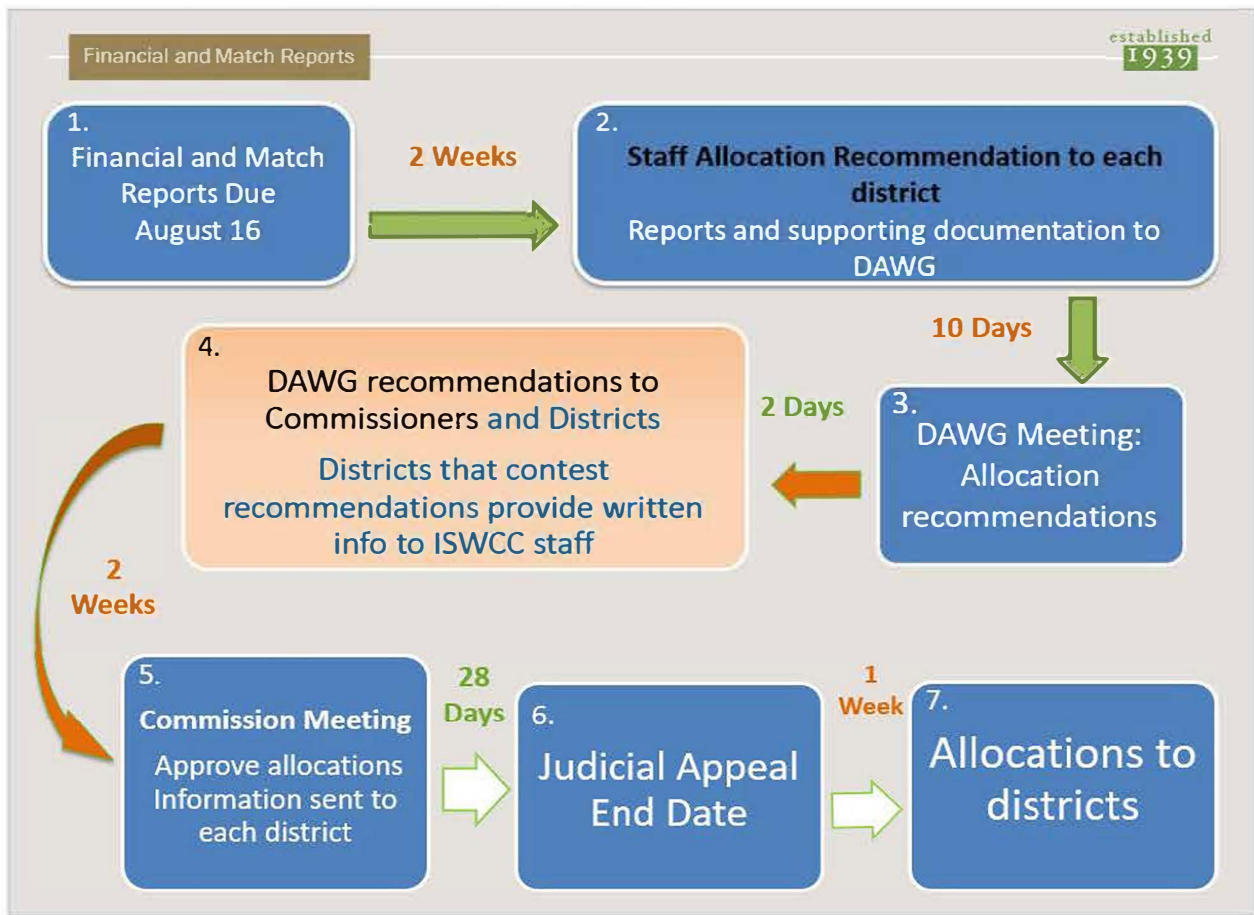 Financial and Match Reports
established
1939
1.
Financial and Match
Reports Due
August 16
2 Weeks
2.
Staff Allocation Recommendation to each
district
Reports and supporting documentation to
DAWG
10 Days
3.
DAWG Meeting:
Allocation
recommendations
2 Days
4.
DAWG recommendations to
Commissioners and Districts
Districts that contest
recommendations provide written
info to ISWCC staff
2
Weeks
5.
Commission Meeting
Approve allocations
Information sent to
each district
28
Days
6.
Judicial Appeal
End Date
1
Week
7.
Allocations to
districts